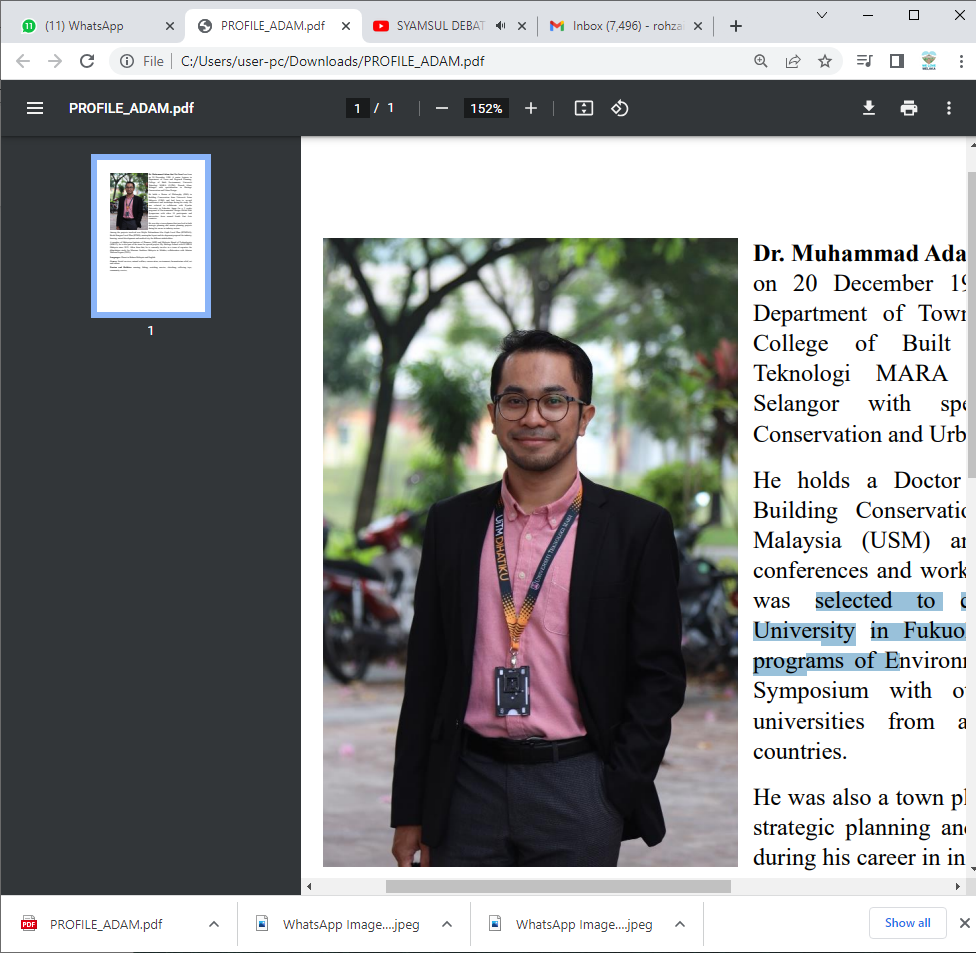 (11) WhatsApp
PROFILE_ADAM.pdf
SYAMSUL DEBAT
Inbox (7,496) - rohza
File
C:/Users/user-pc/Downloads/PROFILE_ADAM.pdf
PROFILE_ADAM.pdf
1 / 1
152%
1
UiTM DIHATIKU
UNIVERSITI TEKNOLOGI MARA
Dr. Muhammad Ada
on 20 December 19
Department of Town
College of Built
Teknologi MARA
Selangor with spe
Conservation and Urb
He holds a Doctor
Building Conservatio
Malaysia (USM) an
conferences and work
was selected to
University in Fukuo
programs of Environ
Symposium with o
universities from a
countries.
He was also a town pl
strategic planning and
during his career in in
PROFILE_ADAM.pdf
WhatsApp Image....jpeg
WhatsApp Image....jpeg
Show all